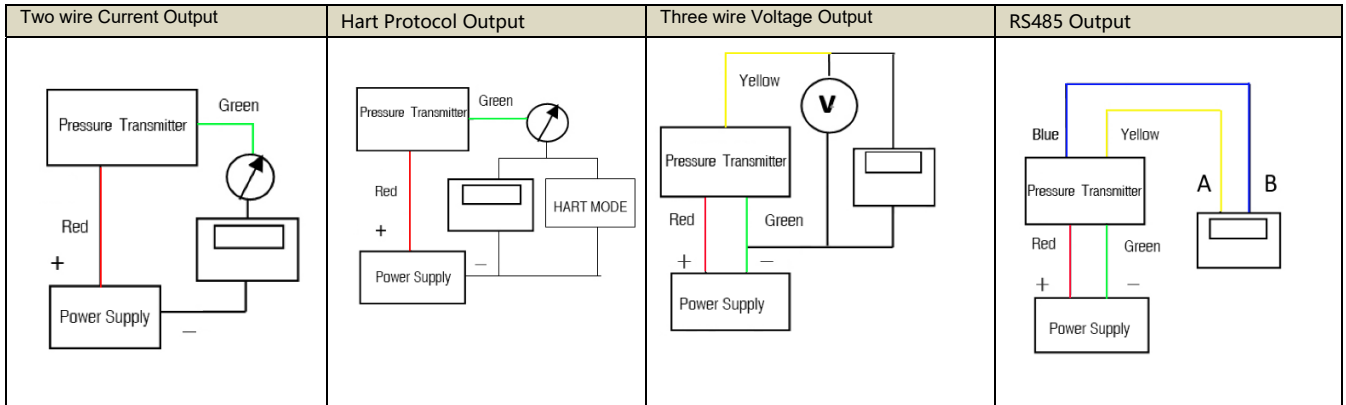 Two wire Current Output
Hart Protocol Output
Three wire Voltage Output
RS485 Output
Green
Pressure Transmitter
Red
+
Power Supply
—
Green
Pressure Transmitter
Red
HART MODE
+
—
Power Supply
Yellow
V
Pressure Transmitter
Red
Green
+
—
Power Supply
Blue
Yellow
Pressure Transmitter
A
B
Red
Green
+
—
Power Supply